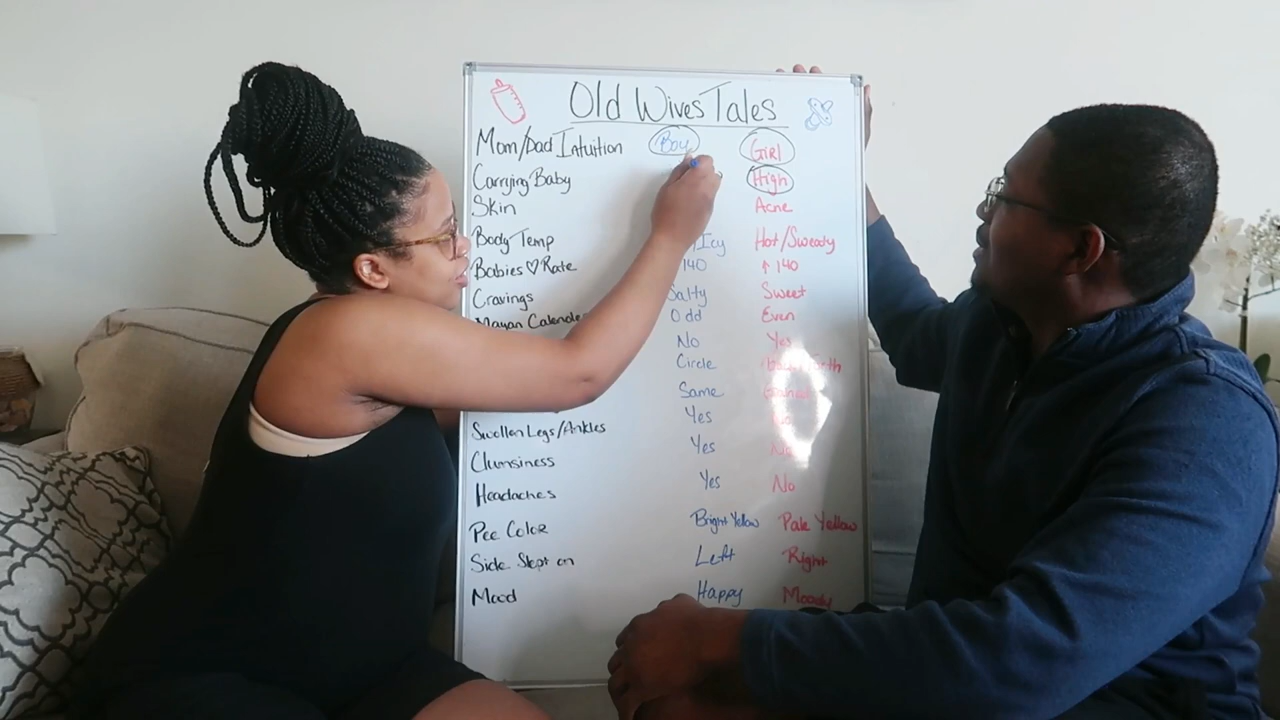 Old Wives Tales
Mom/Dad Intuition Boy Girl
Carrying Baby High
Skin Acne
Body Temp /Icy Hot/Sweaty
Babies ♡ Rate 140 ↑ 140
Cravings Salty Sweet
Mayan Odd Even
No Yes
Circle
Same
Swollen Legs/Ankles Yes
Clumsiness Yes No
Headaches Yes No
Pee Color Bright Yellow Pale Yellow
Side Slept on Left Right
Mood Happy Moody